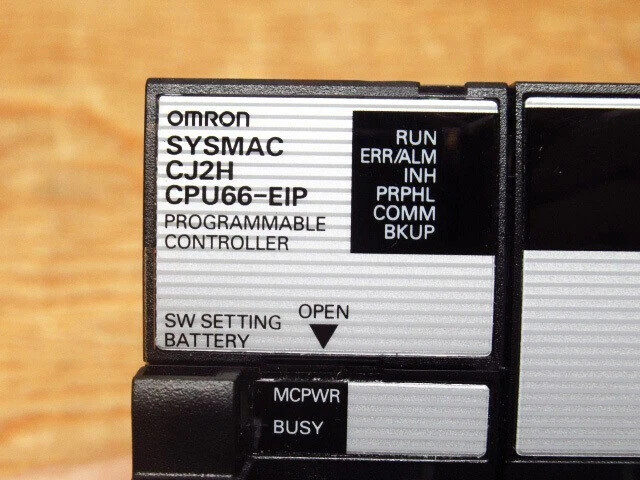 OMRON
SYSMAC
CJ2H
CPU66-EIP
PROGRAMMABLE
CONTROLLER
RUN
ERR/ALM
INH
PRPHL
COMM
BKUP
OPEN
SW SETTING
BATTERY
MCPWR
BUSY